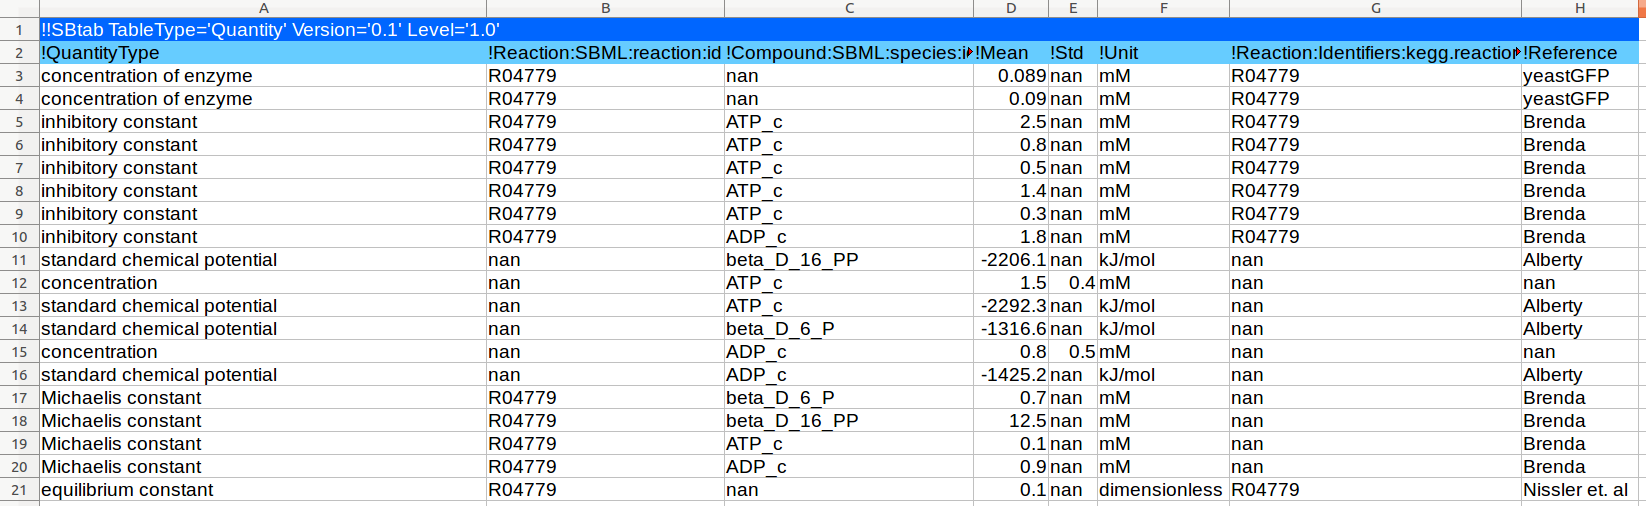 A B C D E F G H
1 !!SBtab TableType='Quantity' Version='0.1' Level='1.0'
2 !QuantityType !Reaction:SBML:reaction:id !Compound:SBML:species:i !Mean !Std !Unit !Reaction:Identifiers:kegg.reaction !Reference
3 concentration of enzyme R04779 nan 0.089 nan mM R04779 yeastGFP
4 concentration of enzyme R04779 nan 0.09 nan mM R04779 yeastGFP
5 inhibitory constant R04779 ATP_c 2.5 nan mM R04779 Brenda
6 inhibitory constant R04779 ATP_c 0.8 nan mM R04779 Brenda
7 inhibitory constant R04779 ATP_c 0.5 nan mM R04779 Brenda
8 inhibitory constant R04779 ATP_c 1.4 nan mM R04779 Brenda
9 inhibitory constant R04779 ATP_c 0.3 nan mM R04779 Brenda
10 inhibitory constant R04779 ADP_c 1.8 nan mM R04779 Brenda
11 standard chemical potential nan beta_D_16_PP -2206.1 nan kJ/mol nan Alberty
12 concentration nan ATP_c 1.5 0.4 mM nan nan
13 standard chemical potential nan ATP_c -2292.3 nan kJ/mol nan Alberty
14 standard chemical potential nan beta_D_6_P -1316.6 nan kJ/mol nan Alberty
15 concentration nan ADP_c 0.8 0.5 mM nan nan
16 standard chemical potential nan ADP_c -1425.2 nan kJ/mol nan Alberty
17 Michaelis constant R04779 beta_D_6_P 0.7 nan mM nan Brenda
18 Michaelis constant R04779 beta_D_16_PP 12.5 nan mM nan Brenda
19 Michaelis constant R04779 ATP_c 0.1 nan mM nan Brenda
20 Michaelis constant R04779 ADP_c 0.9 nan mM nan Brenda
21 equilibrium constant R04779 nan 0.1 nan dimensionless R04779 Nissler et. al